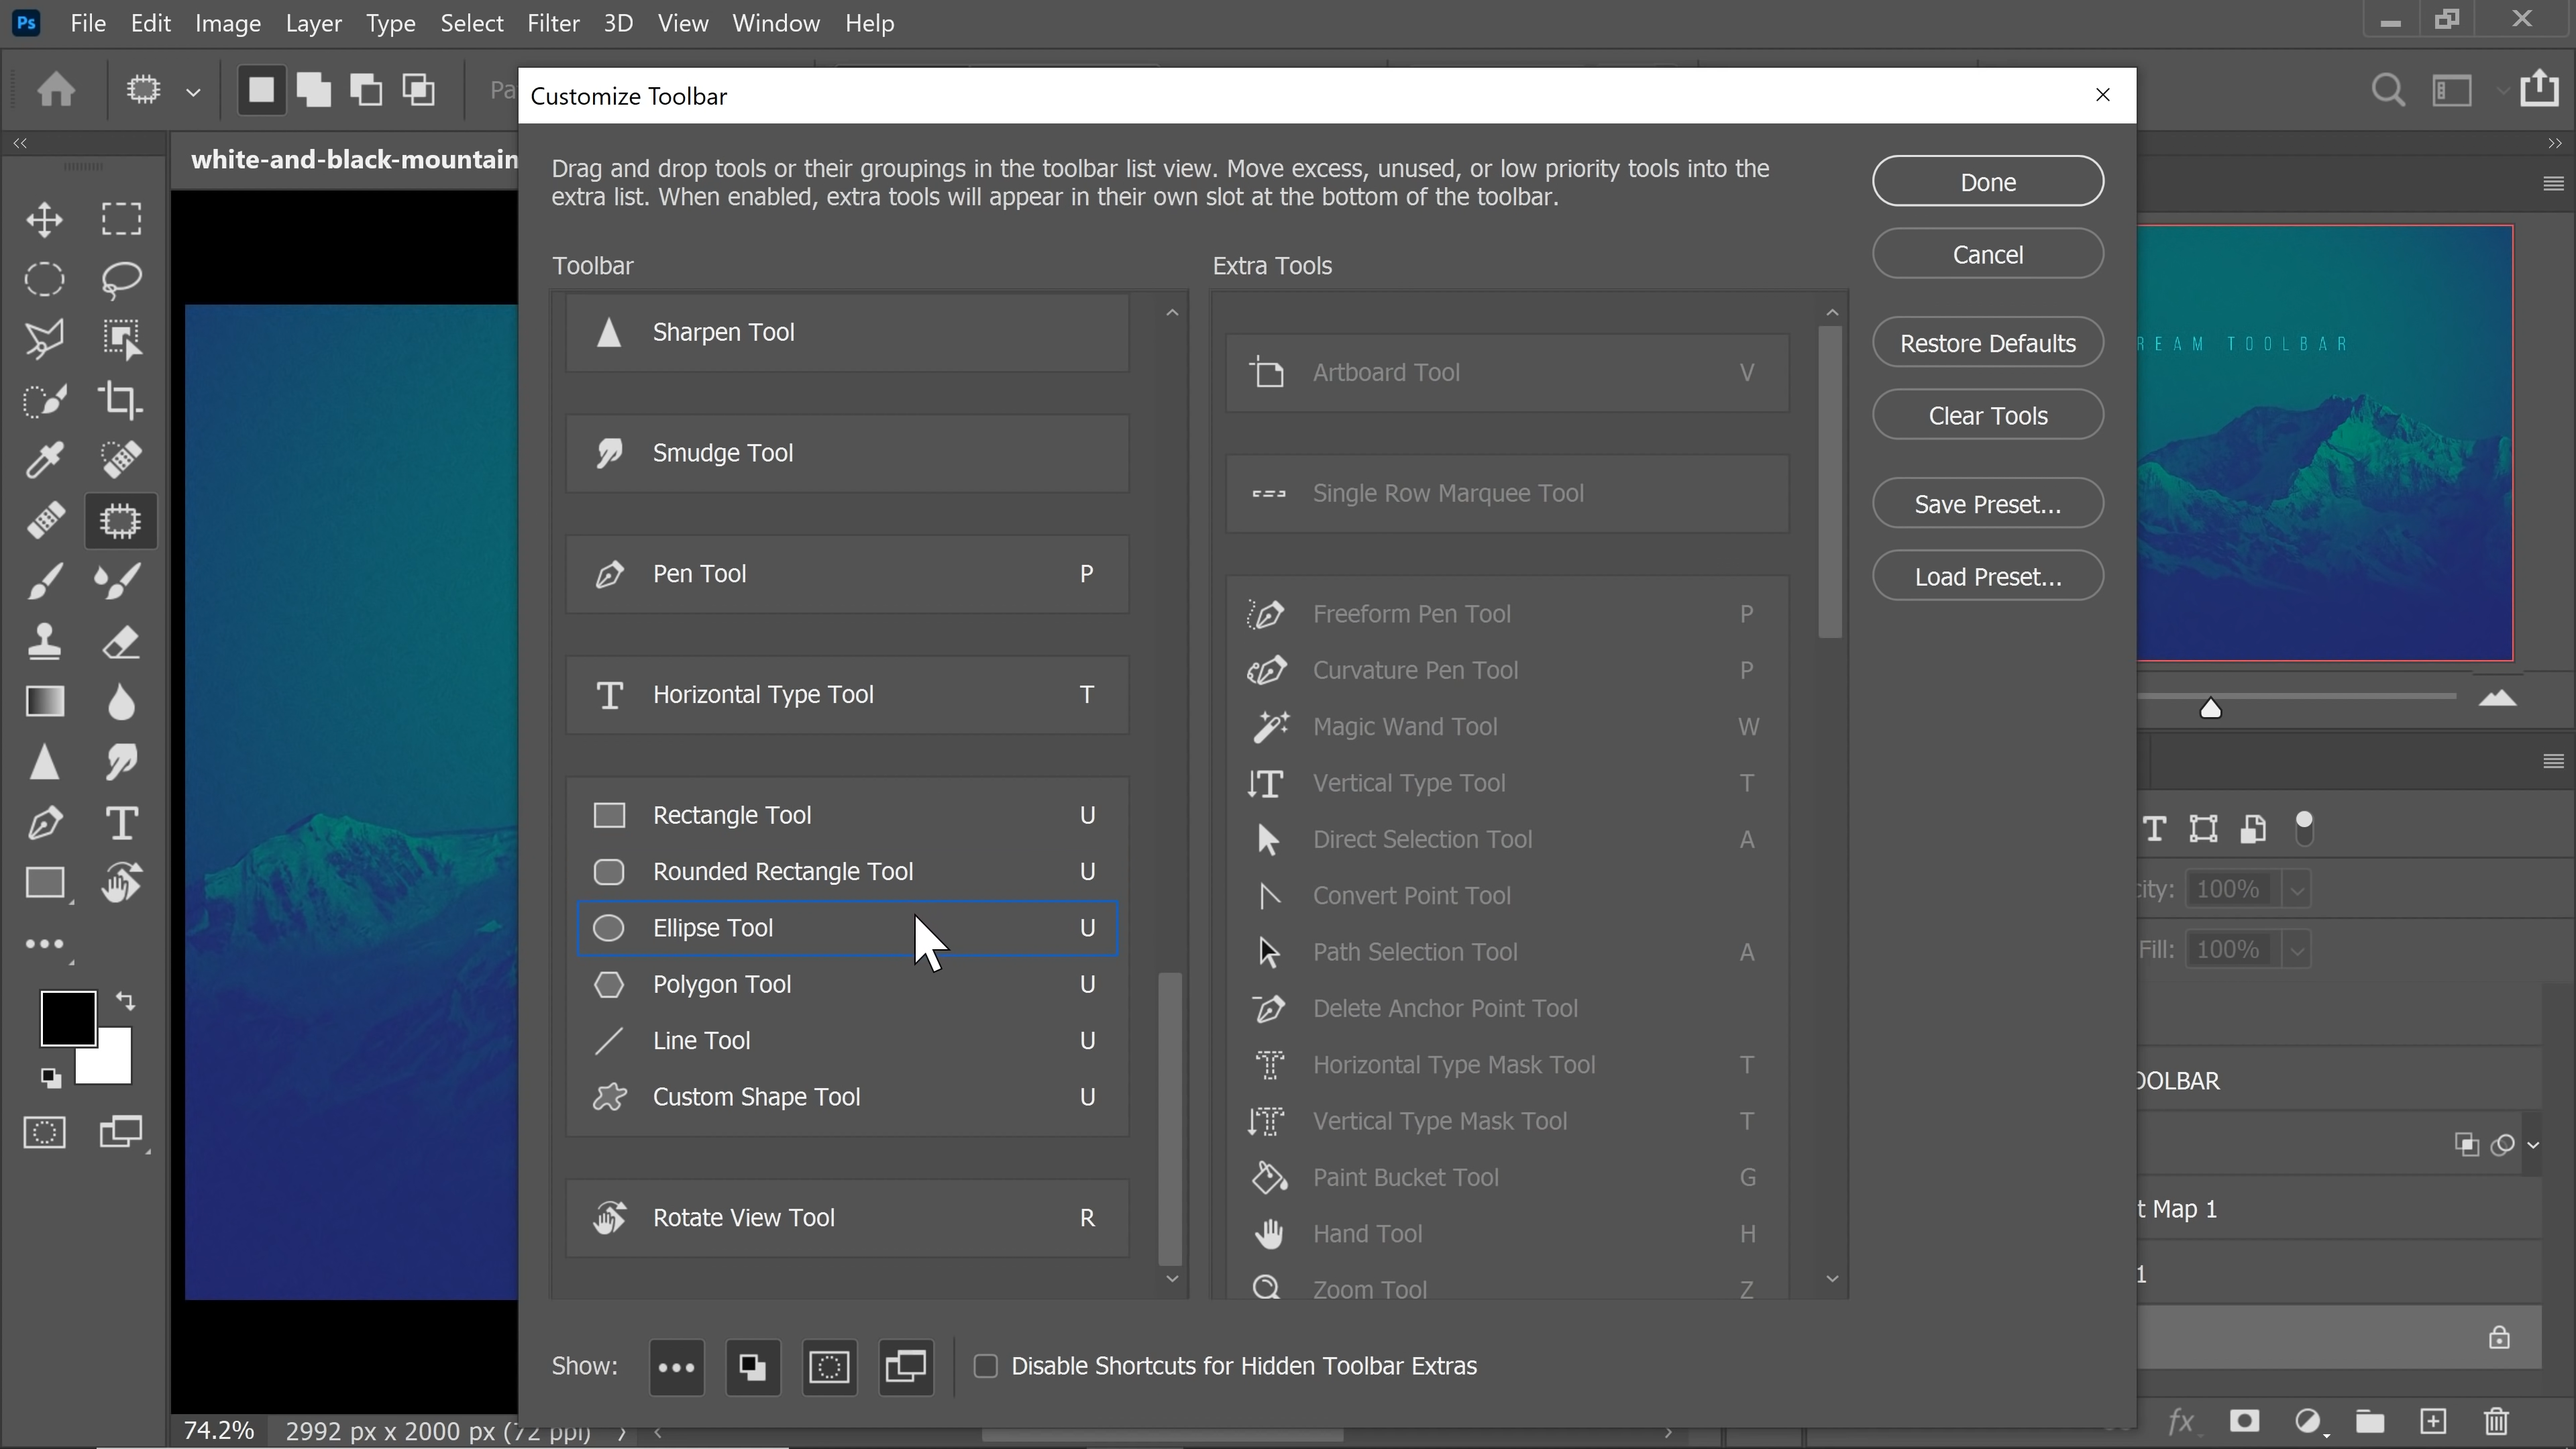 Ps File Edit Image Layer Type Select Filter 3D View Window Help
Customize Toolbar
white-and-black-mountain
Drag and drop tools or their groupings in the toolbar list view. Move excess, unused, or low priority tools into the
extra list. When enabled, extra tools will appear in their own slot at the bottom of the toolbar.
Done
Cancel
Restore Defaults
Clear Tools
Save Preset...
Load Preset...
Toolbar
Sharpen Tool
Smudge Tool
Pen Tool P
Horizontal Type Tool T
Rectangle Tool U
Rounded Rectangle Tool U
Ellipse Tool U
Polygon Tool U
Line Tool U
Custom Shape Tool U
Rotate View Tool R
Extra Tools
Artboard Tool V
Single Row Marquee Tool
Freeform Pen Tool P
Curvature Pen Tool P
Magic Wand Tool W
Vertical Type Tool T
Direct Selection Tool A
Convert Point Tool
Path Selection Tool A
Delete Anchor Point Tool
Horizontal Type Mask Tool T
Vertical Type Mask Tool T
Paint Bucket Tool G
Hand Tool H
Zoom Tool Z
Show:
Disable Shortcuts for Hidden Toolbar Extras
REAM TOOLBAR
city: 100%
Fill: 100%
OOLBAR
t Map 1
1
fx
74.2% 2992 px x 2000 px (72 ppi)